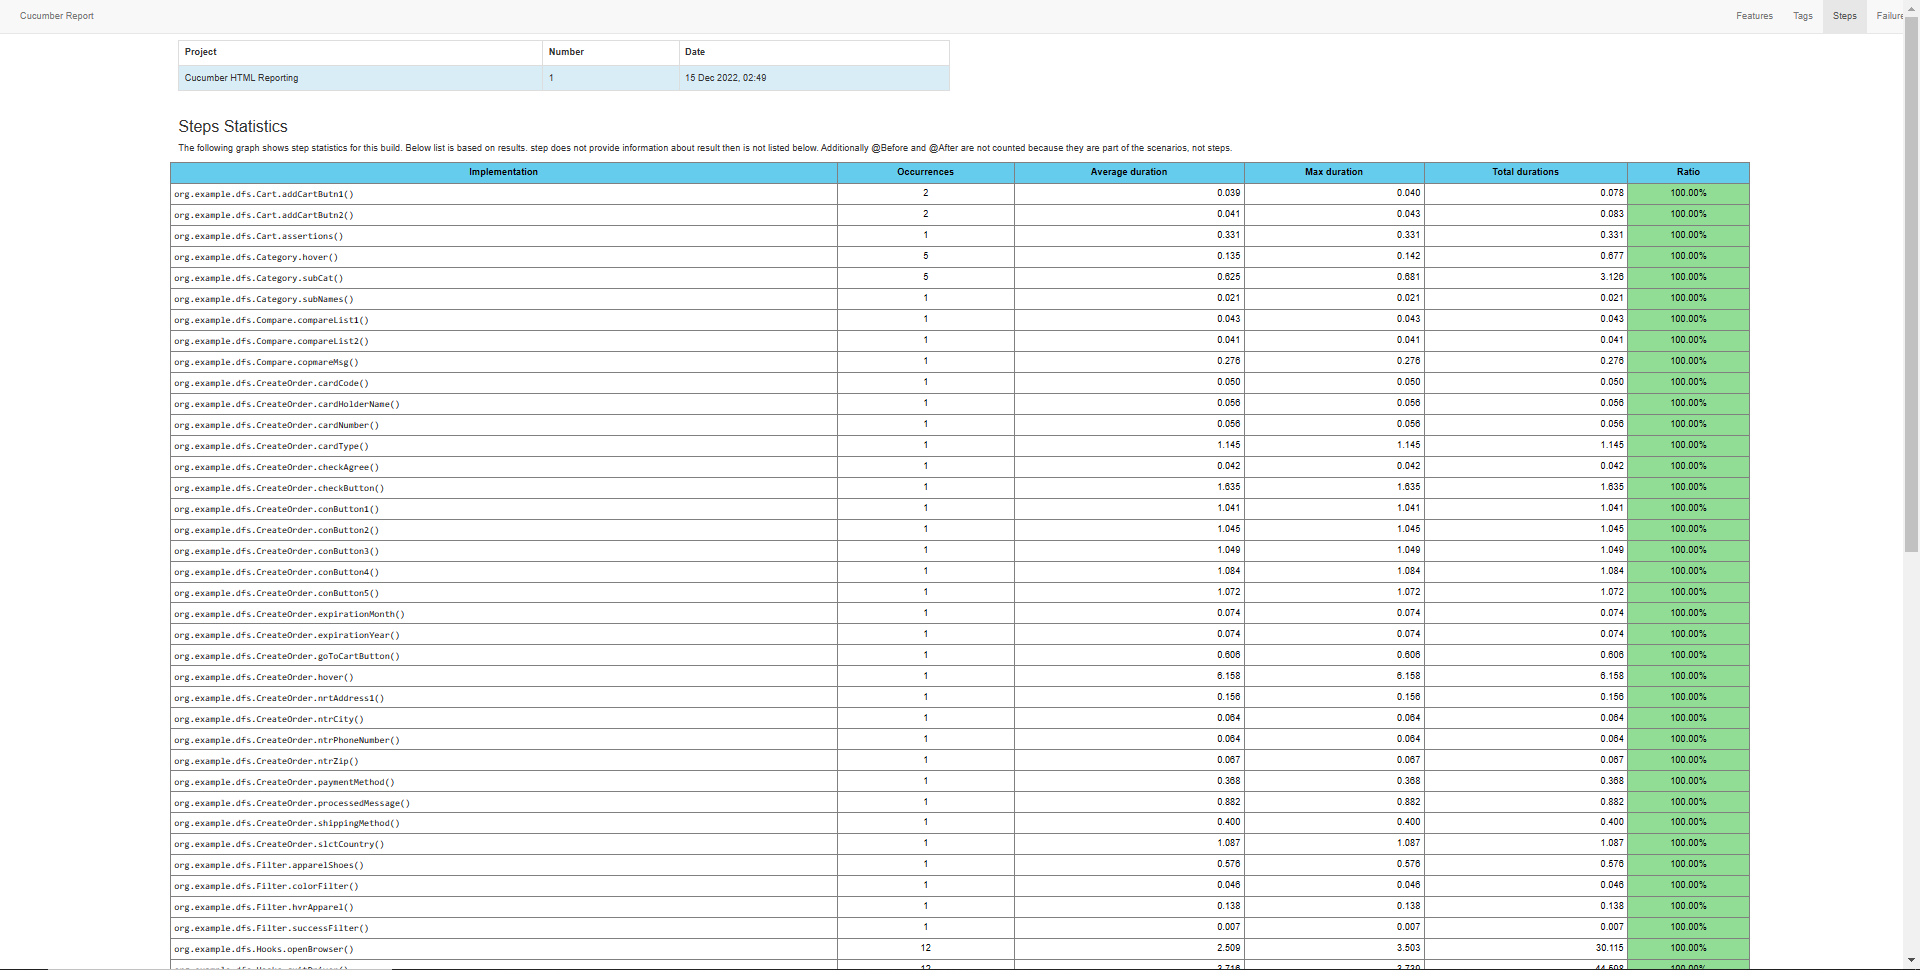 Cucumber Report Features Tags Steps Failure
Project Number Date
Cucumber HTML Reporting 1 15 Dec 2022, 02:49
Steps Statistics
The following graph shows step statistics for this build. Below list is based on results. step does not provide information about result then is not listed below. Additionally @Before and @After are not counted because they are part of the scenarios, not steps.
Implementation Occurrences Average duration Max duration Total durations Ratio
org.example.dfs.Cart.addCartButn1() 2 0.039 0.040 0.078 100.00%
org.example.dfs.Cart.addCartButn2() 2 0.041 0.043 0.083 100.00%
org.example.dfs.Cart.assertions() 1 0.331 0.331 0.331 100.00%
org.example.dfs.Category.hover() 5 0.135 0.142 0.677 100.00%
org.example.dfs.Category.subCat() 5 0.625 0.681 3.126 100.00%
org.example.dfs.Category.subNames() 1 0.021 0.021 0.021 100.00%
org.example.dfs.Compare.compareList1() 1 0.043 0.043 0.043 100.00%
org.example.dfs.Compare.compareList2() 1 0.041 0.041 0.041 100.00%
org.example.dfs.Compare.copmareMsg() 1 0.276 0.276 0.276 100.00%
org.example.dfs.CreateOrder.cardCode() 1 0.050 0.050 0.050 100.00%
org.example.dfs.CreateOrder.cardHolderName() 1 0.056 0.056 0.056 100.00%
org.example.dfs.CreateOrder.cardNumber() 1 0.056 0.056 0.056 100.00%
org.example.dfs.CreateOrder.cardType() 1 1.145 1.145 1.145 100.00%
org.example.dfs.CreateOrder.checkAgree() 1 0.042 0.042 0.042 100.00%
org.example.dfs.CreateOrder.checkButton() 1 1.635 1.635 1.635 100.00%
org.example.dfs.CreateOrder.conButton1() 1 1.041 1.041 1.041 100.00%
org.example.dfs.CreateOrder.conButton2() 1 1.045 1.045 1.045 100.00%
org.example.dfs.CreateOrder.conButton3() 1 1.049 1.049 1.049 100.00%
org.example.dfs.CreateOrder.conButton4() 1 1.084 1.084 1.084 100.00%
org.example.dfs.CreateOrder.conButton5() 1 1.072 1.072 1.072 100.00%
org.example.dfs.CreateOrder.expirationMonth() 1 0.074 0.074 0.074 100.00%
org.example.dfs.CreateOrder.expirationYear() 1 0.074 0.074 0.074 100.00%
org.example.dfs.CreateOrder.goToCartButton() 1 0.606 0.606 0.606 100.00%
org.example.dfs.CreateOrder.hover() 1 6.158 6.158 6.158 100.00%
org.example.dfs.CreateOrder.nrtAddress1() 1 0.156 0.156 0.156 100.00%
org.example.dfs.CreateOrder.ntrCity() 1 0.064 0.064 0.064 100.00%
org.example.dfs.CreateOrder.ntrPhoneNumber() 1 0.064 0.064 0.064 100.00%
org.example.dfs.CreateOrder.ntrZip() 1 0.067 0.067 0.067 100.00%
org.example.dfs.CreateOrder.paymentMethod() 1 0.368 0.368 0.368 100.00%
org.example.dfs.CreateOrder.processedMessage() 1 0.882 0.882 0.882 100.00%
org.example.dfs.CreateOrder.shippingMethod() 1 0.400 0.400 0.400 100.00%
org.example.dfs.CreateOrder.slctCountry() 1 1.087 1.087 1.087 100.00%
org.example.dfs.Filter.apparelShoes() 1 0.576 0.576 0.576 100.00%
org.example.dfs.Filter.colorFilter() 1 0.046 0.046 0.046 100.00%
org.example.dfs.Filter.hvrApparel() 1 0.138 0.138 0.138 100.00%
org.example.dfs.Filter.successFilter() 1 0.007 0.007 0.007 100.00%
org.example.dfs.Hooks.openBrowser() 12 2.509 3.503 30.115 100.00%